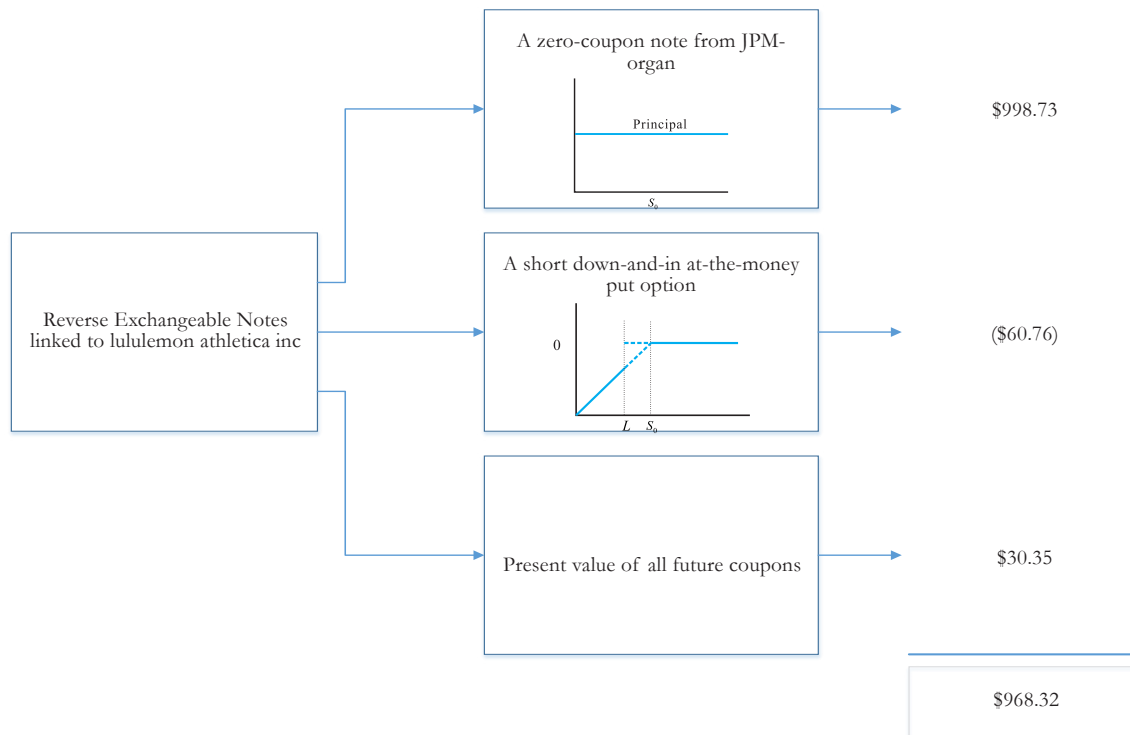 A zero-coupon note from JPM-
organ
Principal
S₀
$998.73
Reverse Exchangeable Notes
linked to lululemon athletica inc
A short down-and-in at-the-money
put option
0
L S₀
($60.76)
Present value of all future coupons
$30.35
$968.32